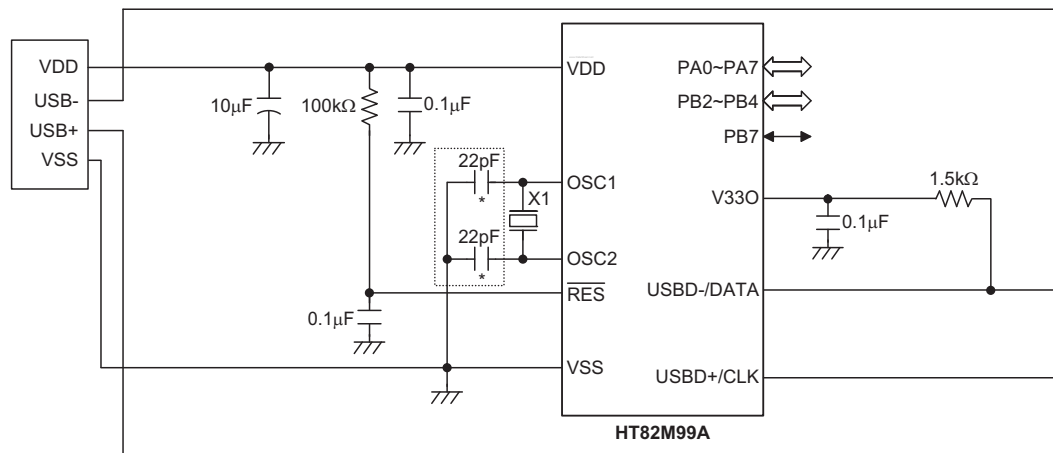 VDD
USB-
USB+
VSS
10μF
100kΩ
0.1μF
22pF
*
X1
22pF
*
0.1μF
VDD
OSC1
OSC2
RES
VSS
PA0~PA7
PB2~PB4
PB7
V33O
USBD-/DATA
USBD+/CLK
HT82M99A
0.1μF
1.5kΩ